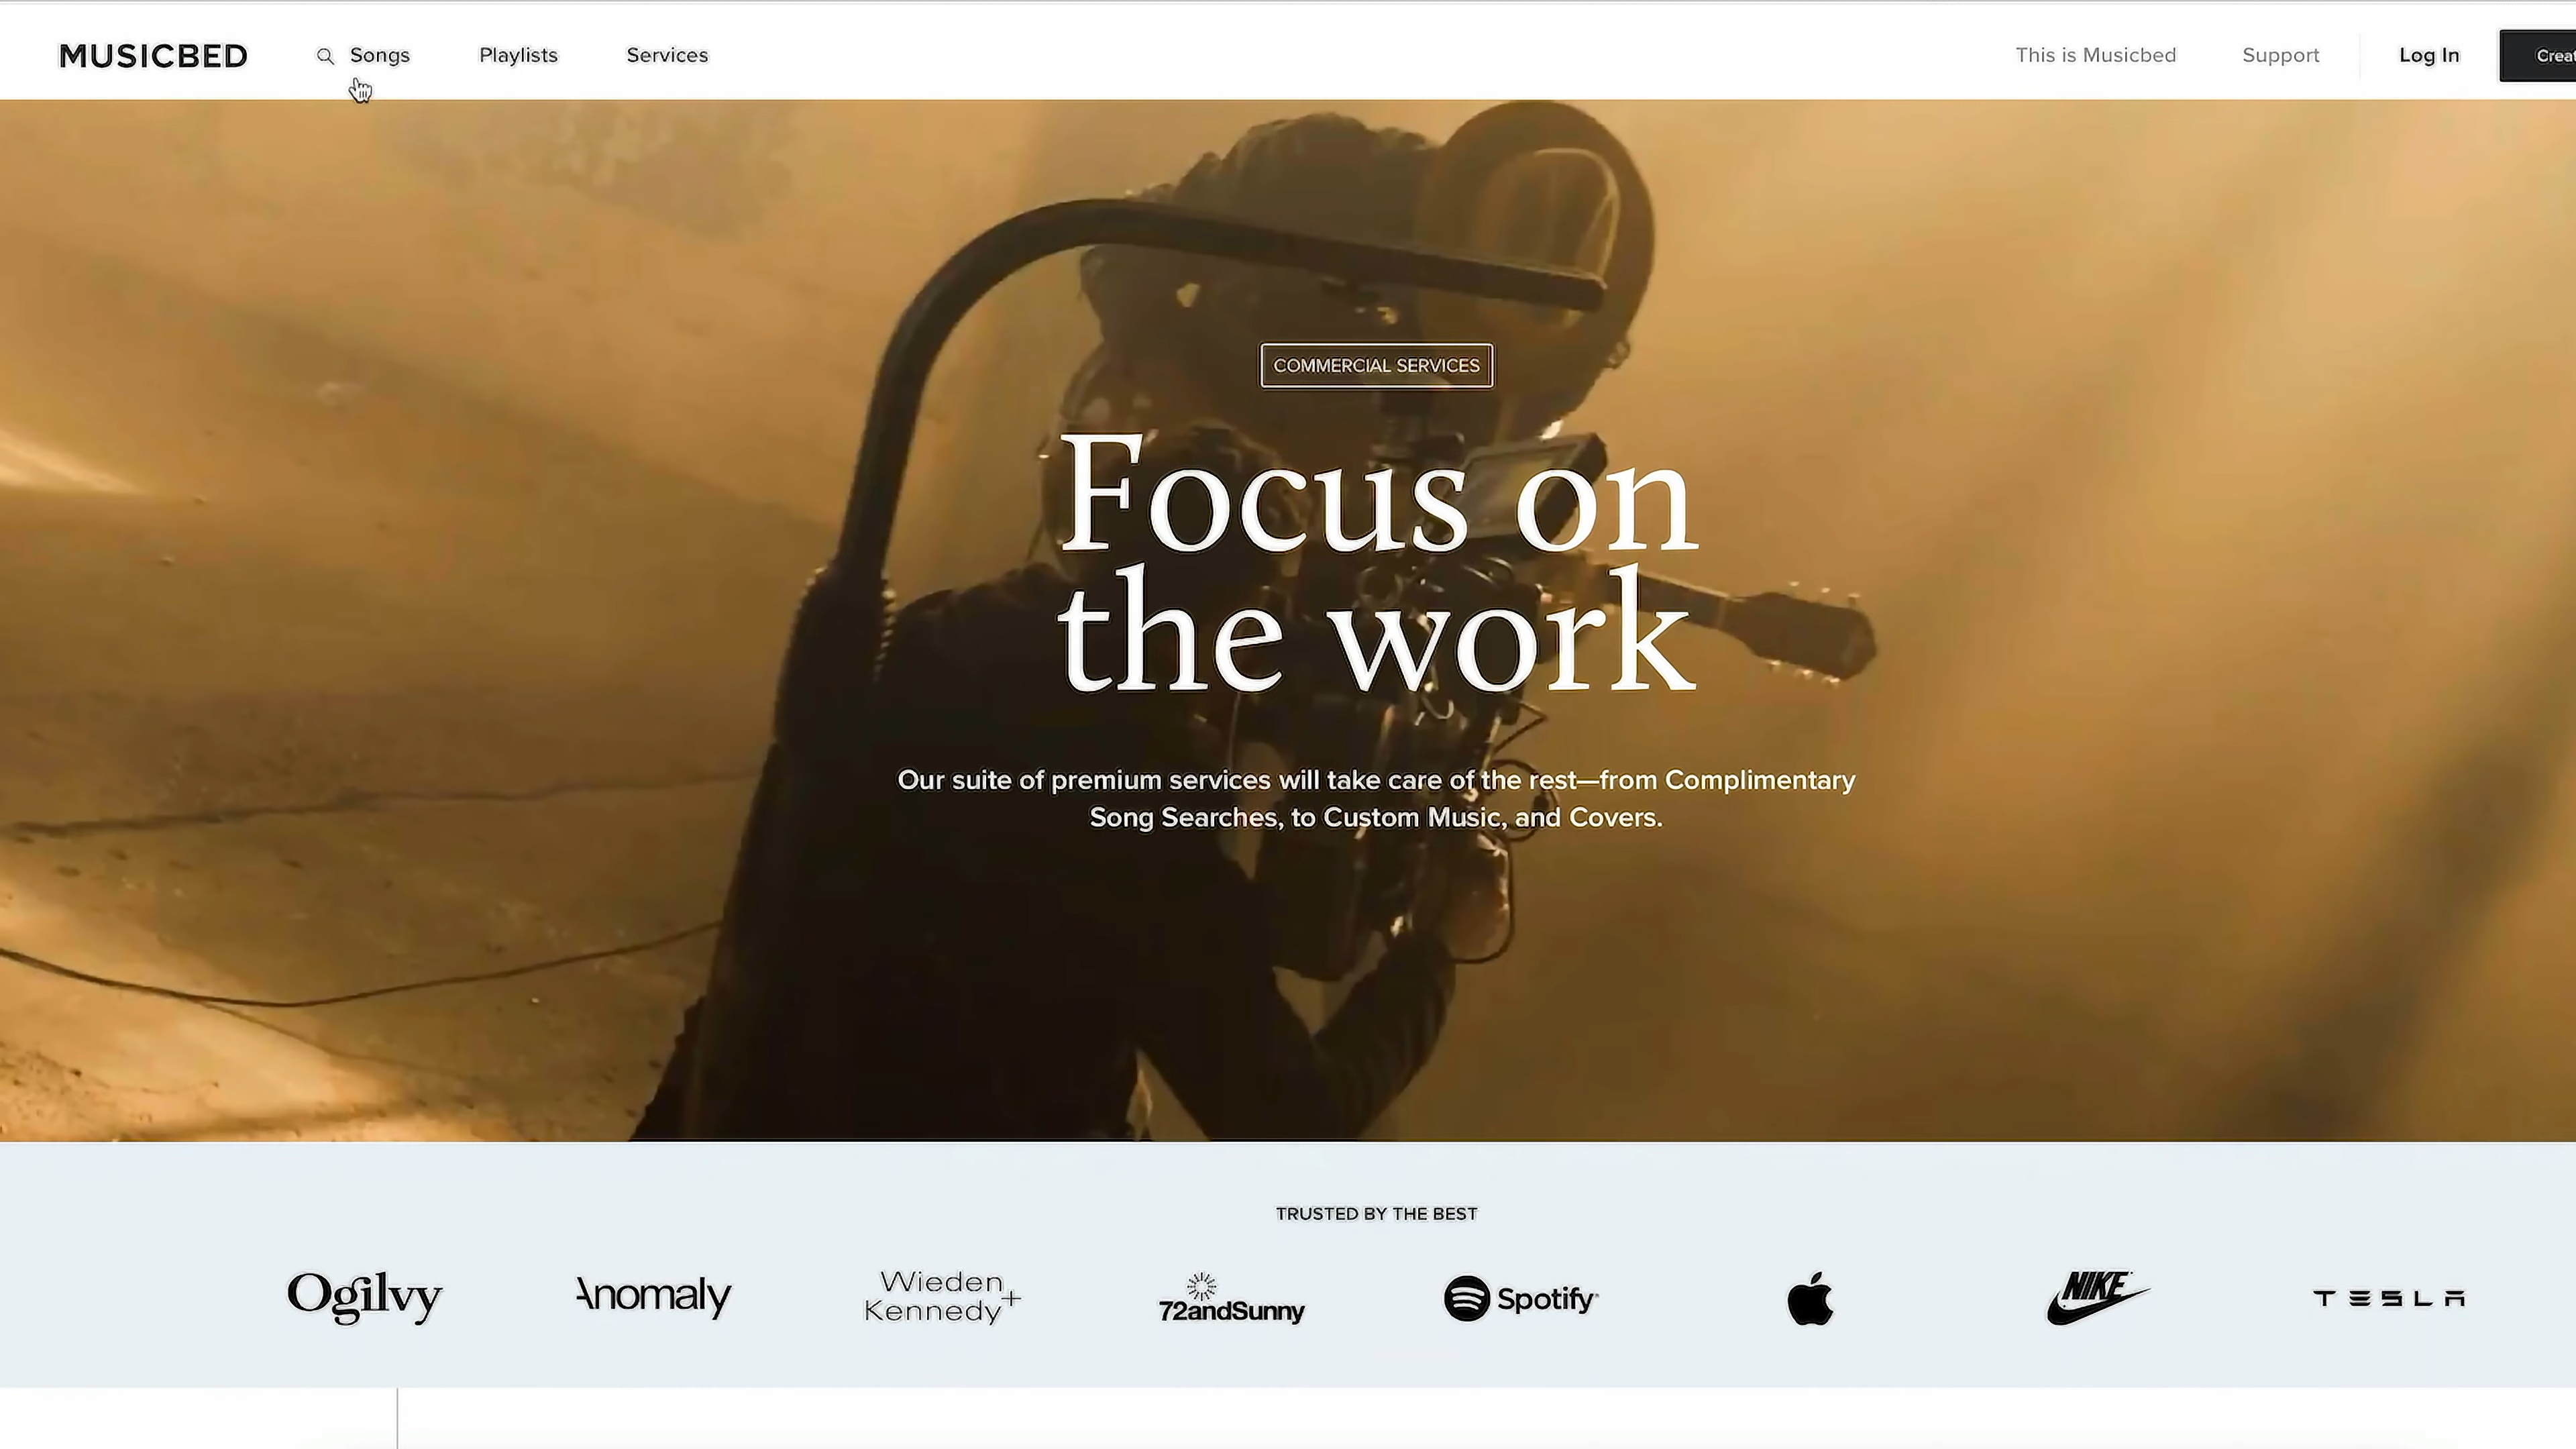 MUSICBED Songs Playlists Services This is Musicbed Support Log In
COMMERCIAL SERVICES
Focus on
the work
Our suite of premium services will take care of the rest—from Complimentary
Song Searches, to Custom Music, and Covers.
TRUSTED BY THE BEST
Ogilvy Anomaly Wieden+ Kennedy 72andSunny Spotify NIKE TESLA